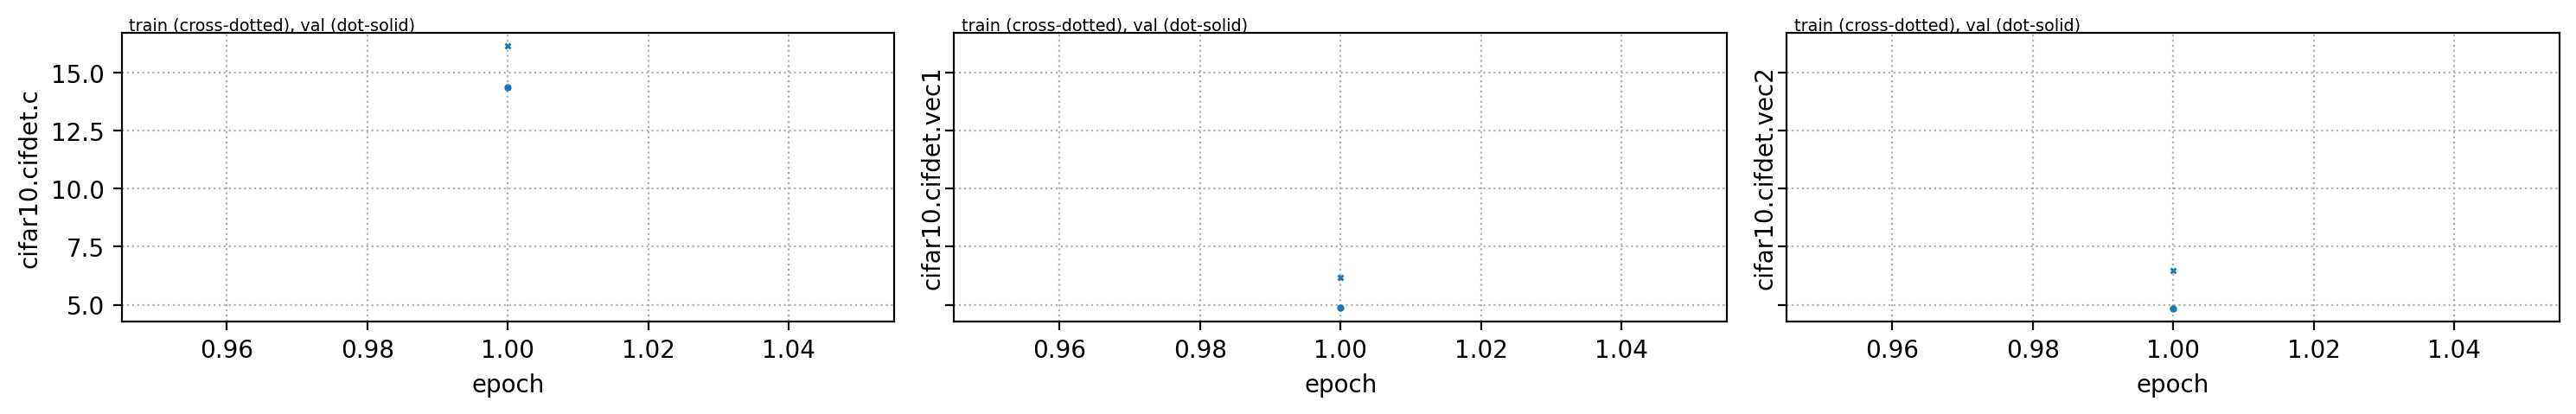 train (cross-dotted), val (dot-solid)
cifar10.cifdet.c
15.0
12.5
10.0
7.5
5.0
0.96 0.98 1.00 1.02 1.04
epoch
train (cross-dotted), val (dot-solid)
cifar10.cifdet.vec1
0.96 0.98 1.00 1.02 1.04
epoch
train (cross-dotted), val (dot-solid)
cifar10.cifdet.vec2
0.96 0.98 1.00 1.02 1.04
epoch